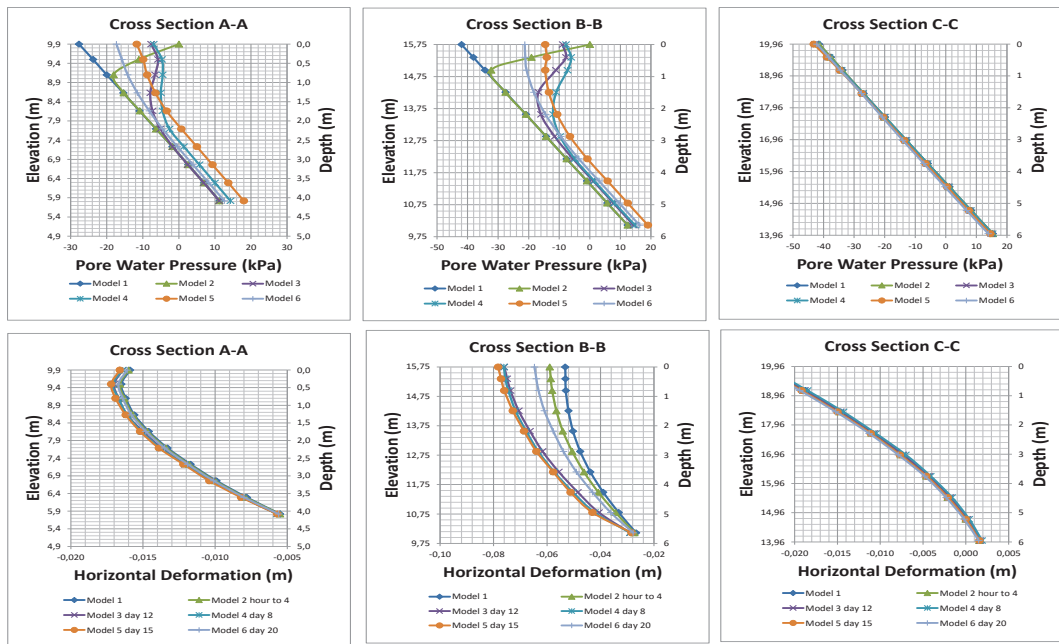 Cross Section A-A
9,9
9,4
8,9
8,4
7,9
7,4
6,9
6,4
5,9
5,4
4,9
Elevation (m)
0,0
0,5
1,0
1,5
2,0
2,5
3,0
3,5
4,0
4,5
5,0
Depth (m)
-30 -20 -10 0 10 20 30
Pore Water Pressure (kPa)
Model 1 Model 2 Model 3
Model 4 Model 5 Model 6
Cross Section B-B
15,75
14,75
13,75
12,75
11,75
10,75
9,75
Elevation (m)
0
1
2
3
4
5
6
Depth (m)
-50 -40 -30 -20 -10 0 10 20
Pore Water Pressure (kPa)
Model 1 Model 2 Model 3
Model 4 Model 5 Model 6
Cross Section C-C
19,96
18,96
17,96
16,96
15,96
14,96
13,96
Elevation (m)
0
1
2
3
4
5
6
Depth (m)
-50 -40 -30 -20 -10 0 10 20
Pore Water Pressure (kPa)
Model 1 Model 2 Model 3
Model 4 Model 5 Model 6
Cross Section A-A
9,9
9,4
8,9
8,4
7,9
7,4
6,9
6,4
5,9
5,4
4,9
Elevation (m)
0,0
0,5
1,0
1,5
2,0
2,5
3,0
3,5
4,0
4,5
5,0
Depth (m)
-0,020 -0,015 -0,010 -0,005 0,005
Horizontal Deformation (m)
Model 1 Model 2 hour to 4
Model 3 day 12 Model 4 day 8
Model 5 day 15 Model 6 day 20
Cross Section B-B
15,75
14,75
13,75
12,75
11,75
10,75
9,75
Elevation (m)
0
1
2
3
4
5
6
Depth (m)
-0,10 -0,08 -0,06 -0,04 -0,02
Horizontal Deformation (m)
Model 1 Model 2 hour to 4
Model 3 day 12 Model 4 day 8
Model 5 day 15 Model 6 day 20
Cross Section C-C
19,96
18,96
17,96
16,96
15,96
14,96
13,96
Elevation (m)
0
1
2
3
4
5
6
Depth (m)
-0,020 -0,015 -0,010 -0,005 0,000 0,005
Horizontal Deformation (m)
Model 1 Model 2 hour to 4
Model 3 day 12 Model 4 day 8
Model 5 day 15 Model 6 day 20